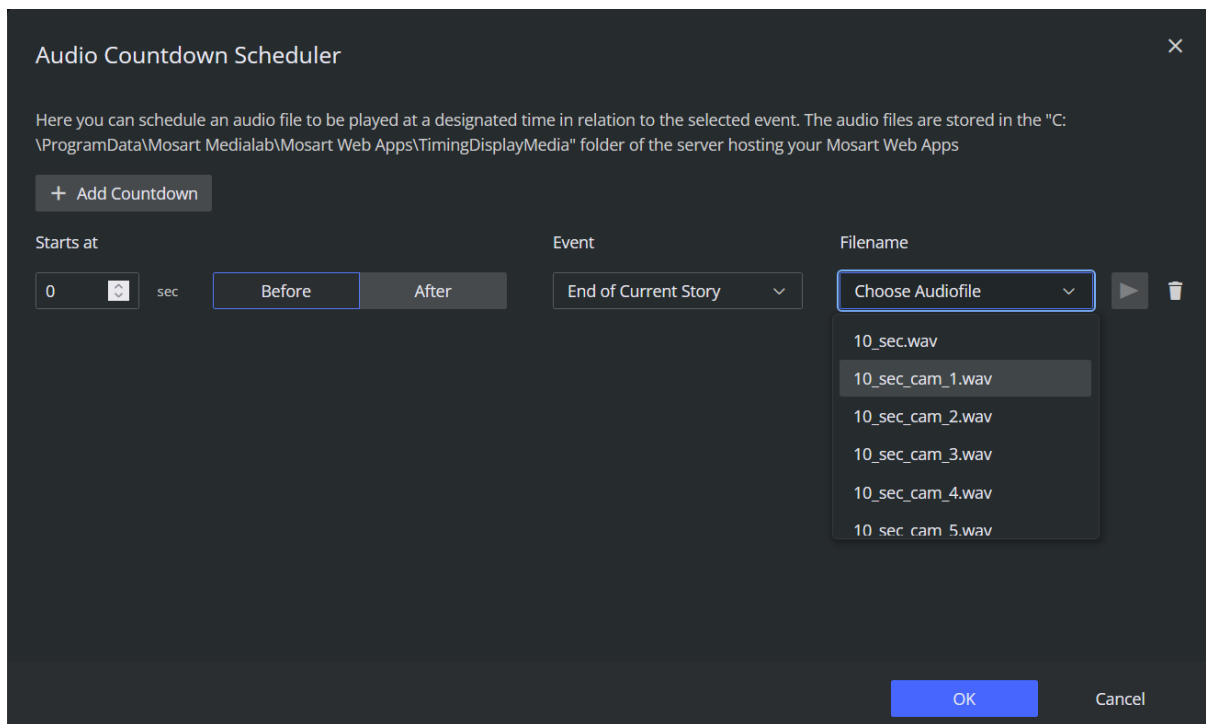 Audio Countdown Scheduler
Here you can schedule an audio file to be played at a designated time in relation to the selected event. The audio files are stored in the "C:
\ProgramData\Mosart Medialab\Mosart Web Apps\TimingDisplayMedia" folder of the server hosting your Mosart Web Apps
+ Add Countdown
Starts at Event Filename
0 sec Before After End of Current Story Choose Audiofile
10_sec.wav
10_sec_cam_1.wav
10_sec_cam_2.wav
10_sec_cam_3.wav
10_sec_cam_4.wav
10_sec_cam_5.wav
OK Cancel